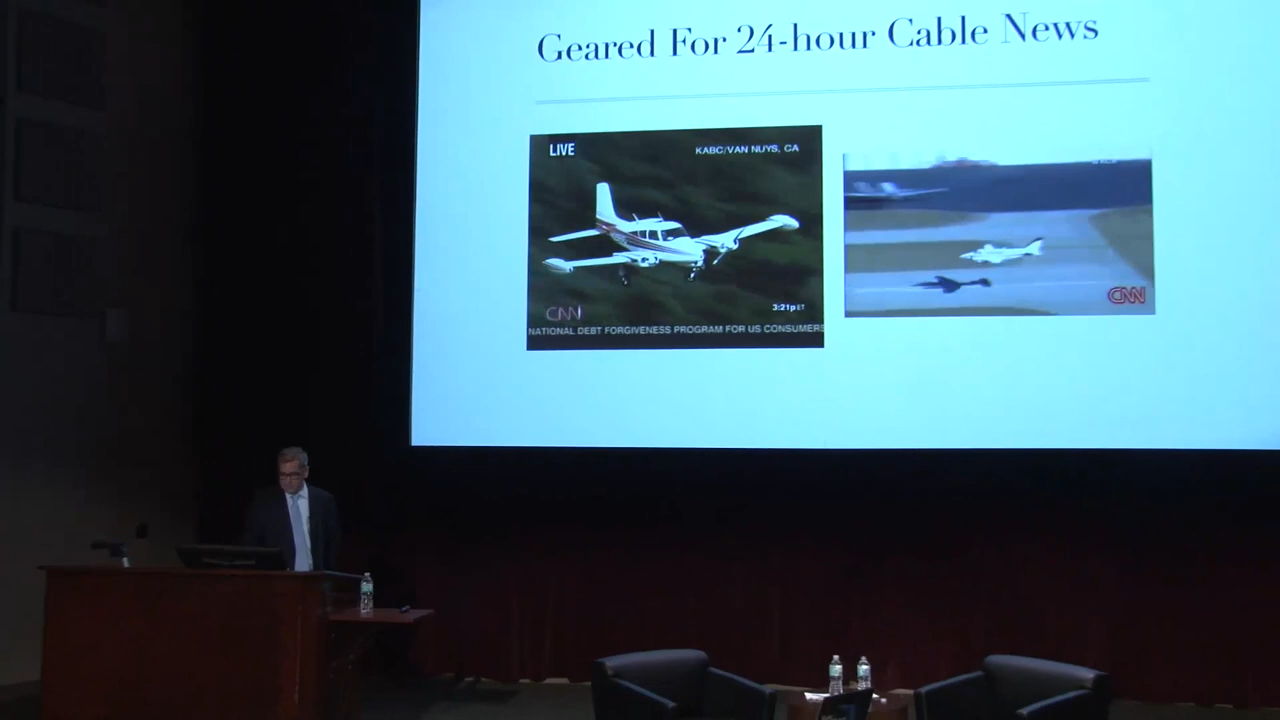 Geared For 24-hour Cable News
LIVE
KABC/VAN NUYS, CA
CNN
3:21p ET
NATIONAL DEBT FORGIVENESS PROGRAM FOR US CONSUMERS
CNN